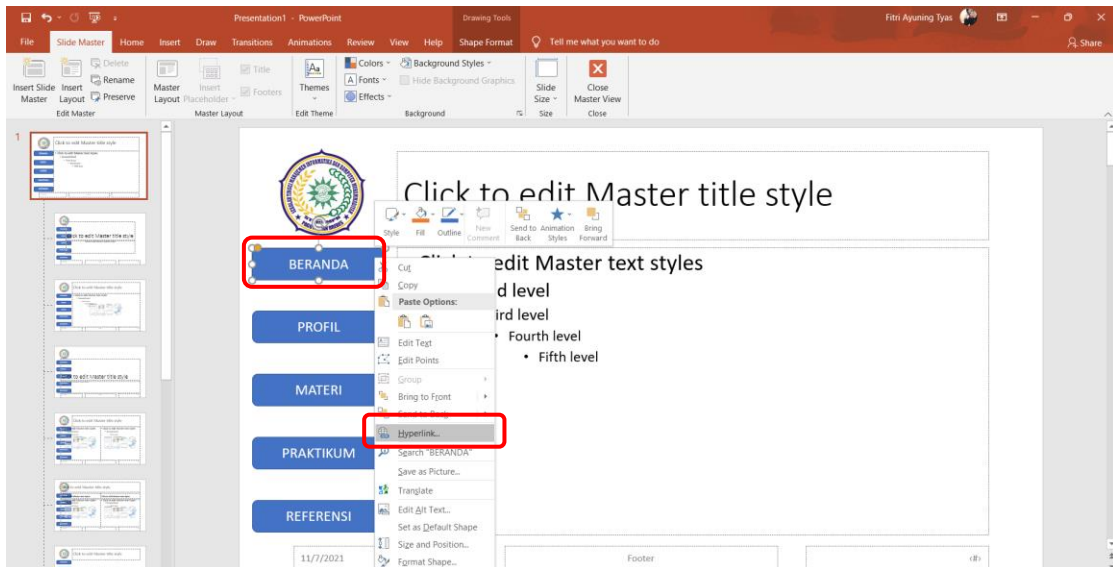 Presentation1 - PowerPoint
Drawing Tools
Fitri Ayuning Tyas
File Slide Master Home Insert Draw Transitions Animations Review View Help Shape Format Tell me what you want to do Share
Insert Slide Master
Insert Layout
Delete
Rename
Preserve
Master Layout
Insert Placeholder
Title
Footers
Themes
Colors
Fonts
Effects
Background Styles
Hide Background Graphics
Slide Size
Close Master View
Edit Master
Master Layout
Edit Theme
Background
Size
Close
1
Click to edit Master title style
Style
Fill
Outline
New Comment
Send to Back
Animation Styles
Bring Forward
BERANDA
PROFIL
MATERI
PRAKTIKUM
REFERENSI
Cut
Copy
Paste Options:
Edit Text
Edit Points
Group
Bring to Front
Hyperlink...
Search "BERANDA"
Save as Picture...
Translate
Edit Alt Text...
Set as Default Shape
Size and Position...
Format Shape...
edit Master text styles
d level
ird level
• Fourth level
• Fifth level
11/7/2021
Footer